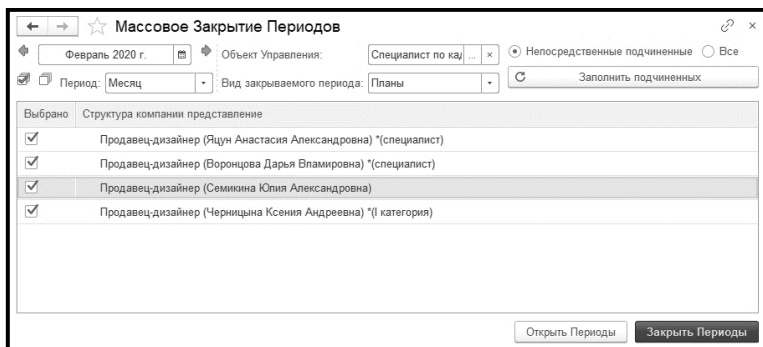 Массовое Закрытие Периодов
Февраль 2020 г. Объект Управления: Специалист по кад ... × Непосредственные подчиненные Все
Период: Месяц Вид закрываемого периода: Планы Заполнить подчиненных
Выбрано Структура компании представление
Продавец-дизайнер (Яцун Анастасия Александровна) *(специалист)
Продавец-дизайнер (Воронцова Дарья Вламировна) *(специалист)
Продавец-дизайнер (Семикина Юлия Александровна)
Продавец-дизайнер (Черницына Ксения Андреевна) *(I категория)
Открыть Периоды Закрыть Периоды